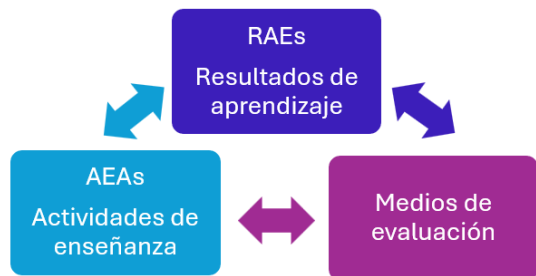 RAEs
Resultados de
aprendizaje
AEAs
Actividades de
enseñanza
Medios de
evaluación